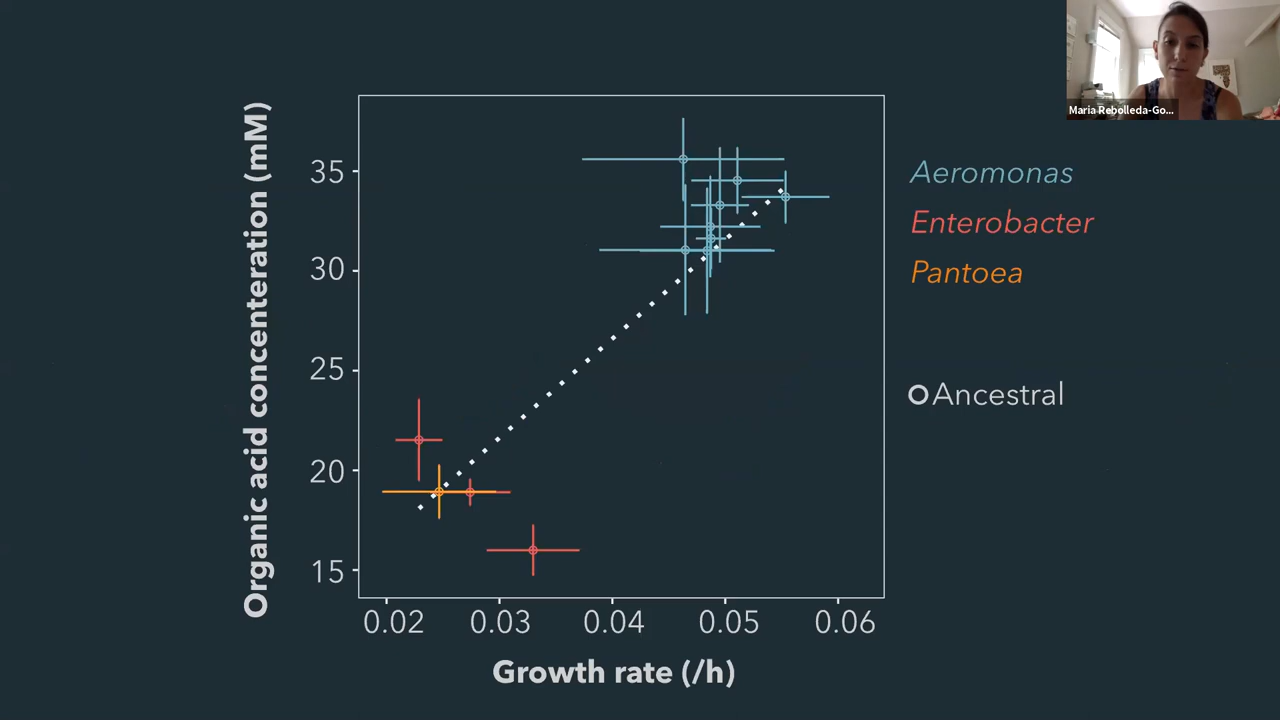 Maria Rebolleda-Go...
Organic acid concenteration (mM)
35
30
25
20
15
0.02 0.03 0.04 0.05 0.06
Growth rate (/h)
Aeromonas
Enterobacter
Pantoea
Ancestral